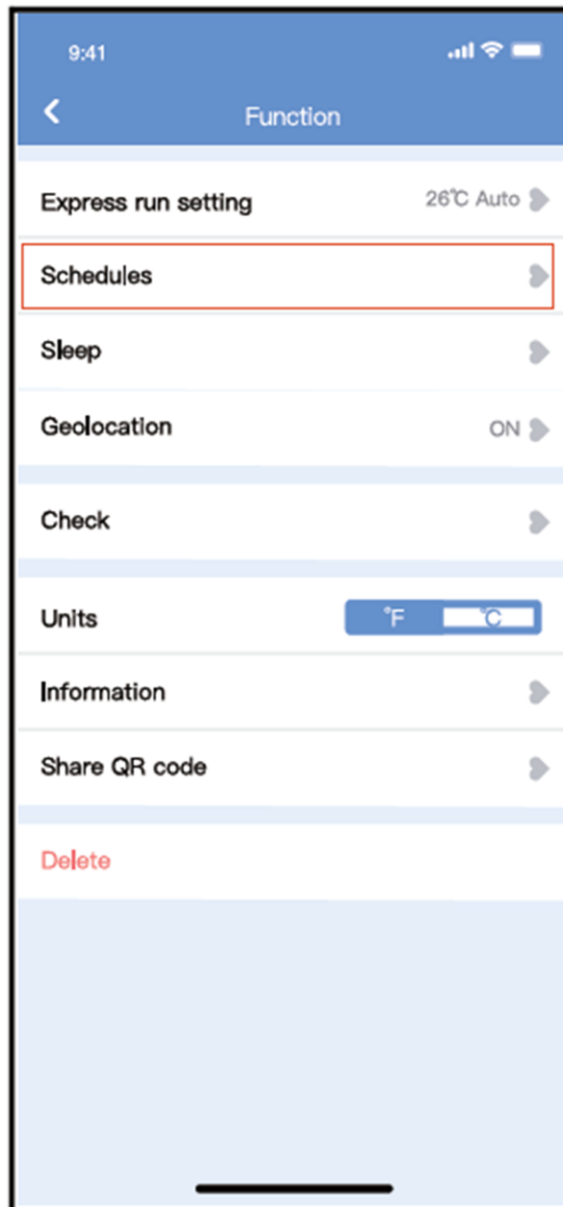 9:41
Function
Express run setting 26℃ Auto
Schedules
Sleep
Geolocation ON
Check
Units °F °C
Information
Share QR code
Delete